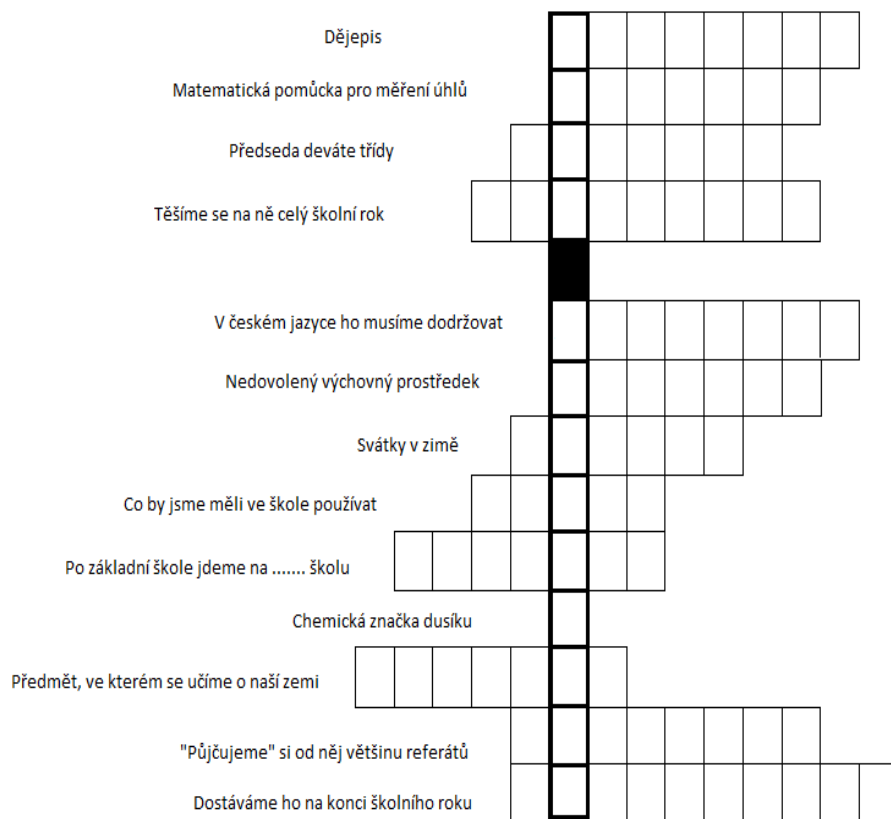 Dějepis
Matematická pomůcka pro měření úhlů
Předseda deváte třídy
Těšíme se na ně celý školní rok
V českém jazyce ho musíme dodržovat
Nedovolený výchovný prostředek
Svátky v zimě
Co by jsme měli ve škole používat
Po základní škole jdeme na ....... školu
Chemická značka dusíku
Předmět, ve kterém se učíme o naší zemi
"Půjčujeme" si od něj většinu referátů
Dostáváme ho na konci školního roku